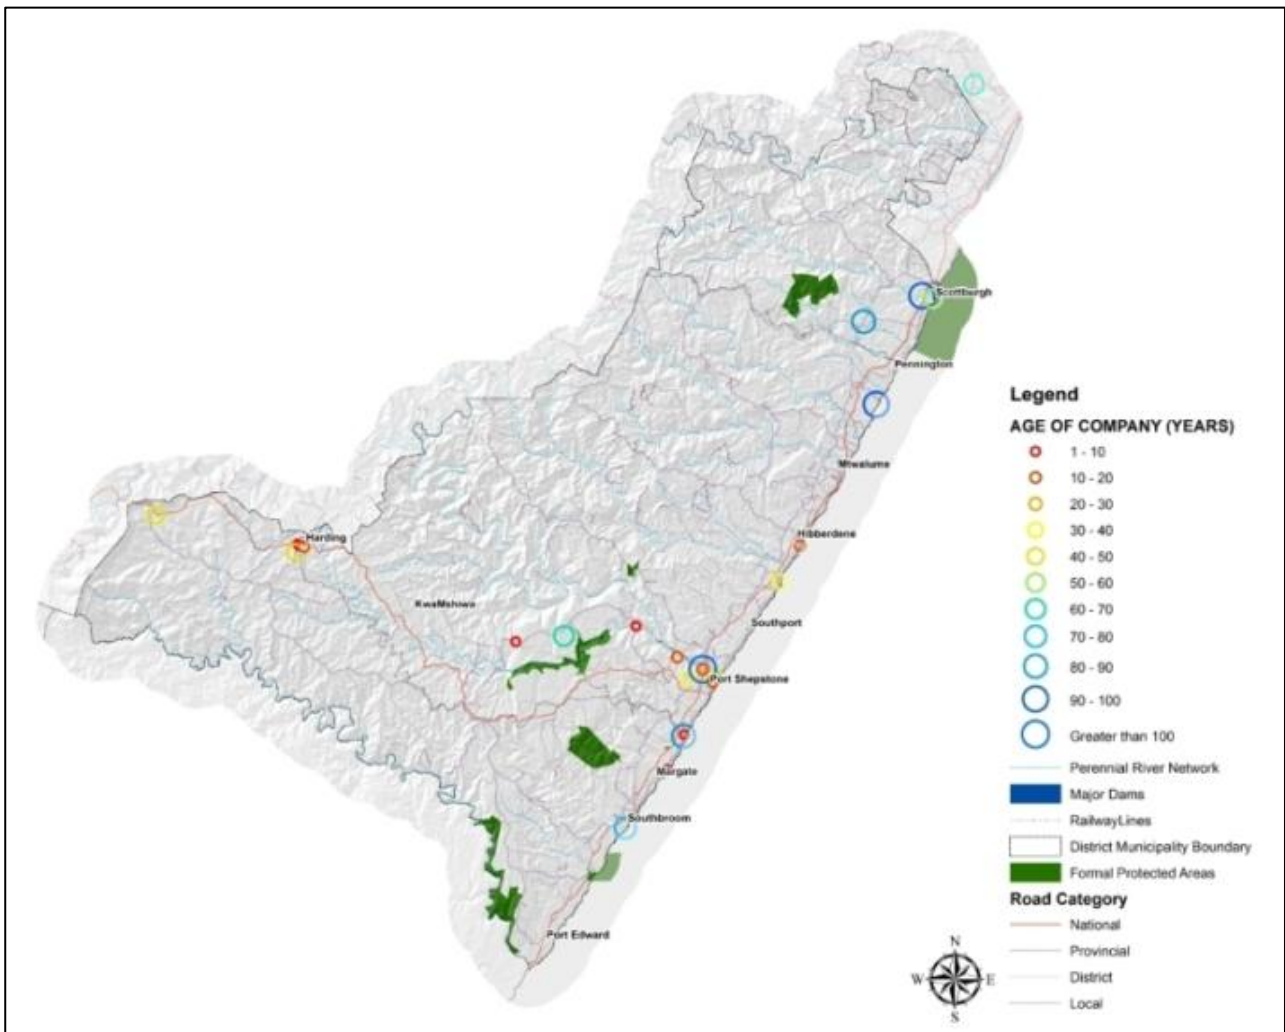 Scottburgh
Pennington
Mtwalume
Hibberdene
Harding
KwaMshiwo
Southport
Port Shepstone
Margate
Southbroom
Port Edward
Legend
AGE OF COMPANY (YEARS)
1 - 10
10 - 20
20 - 30
30 - 40
40 - 50
50 - 60
60 - 70
70 - 80
80 - 90
90 - 100
Greater than 100
Perennial River Network
Major Dams
RailwayLines
District Municipality Boundary
Formal Protected Areas
Road Category
National
Provincial
District
Local
N
W E
S